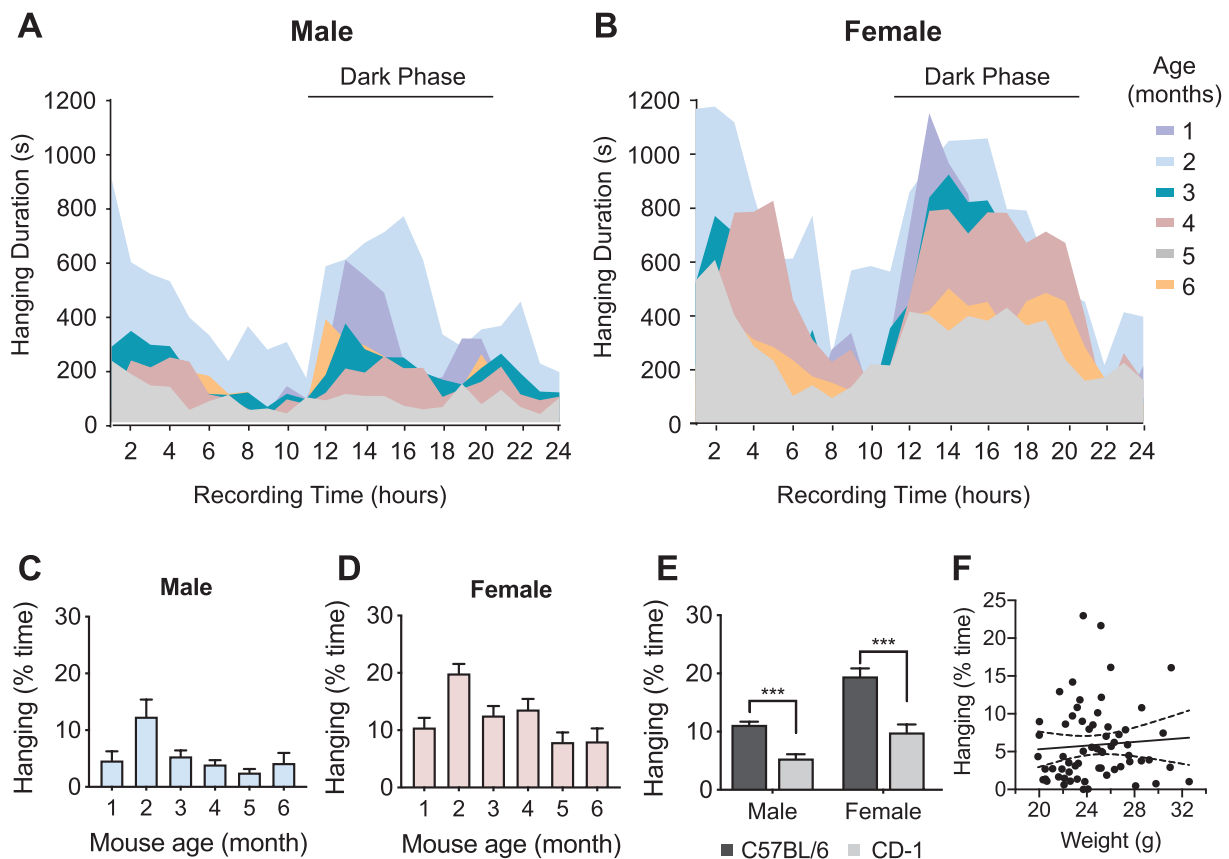 A
Male
Dark Phase
Hanging Duration (s)
1200
1000
800
600
400
200
0
2 4 6 8 10 12 14 16 18 20 22 24
Recording Time (hours)
B
Female
Dark Phase
Hanging Duration (s)
1200
1000
800
600
400
200
0
2 4 6 8 10 12 14 16 18 20 22 24
Recording Time (hours)
Age
(months)
1
2
3
4
5
6
C
Male
Hanging (% time)
30
20
10
0
1 2 3 4 5 6
Mouse age (month)
D
Female
Hanging (% time)
30
20
10
0
1 2 3 4 5 6
Mouse age (month)
E
Hanging (% time)
30
20
10
0
***
***
Male Female
C57BL/6 CD-1
F
Hanging (% time)
25
20
15
10
5
0
20 24 28 32
Weight (g)